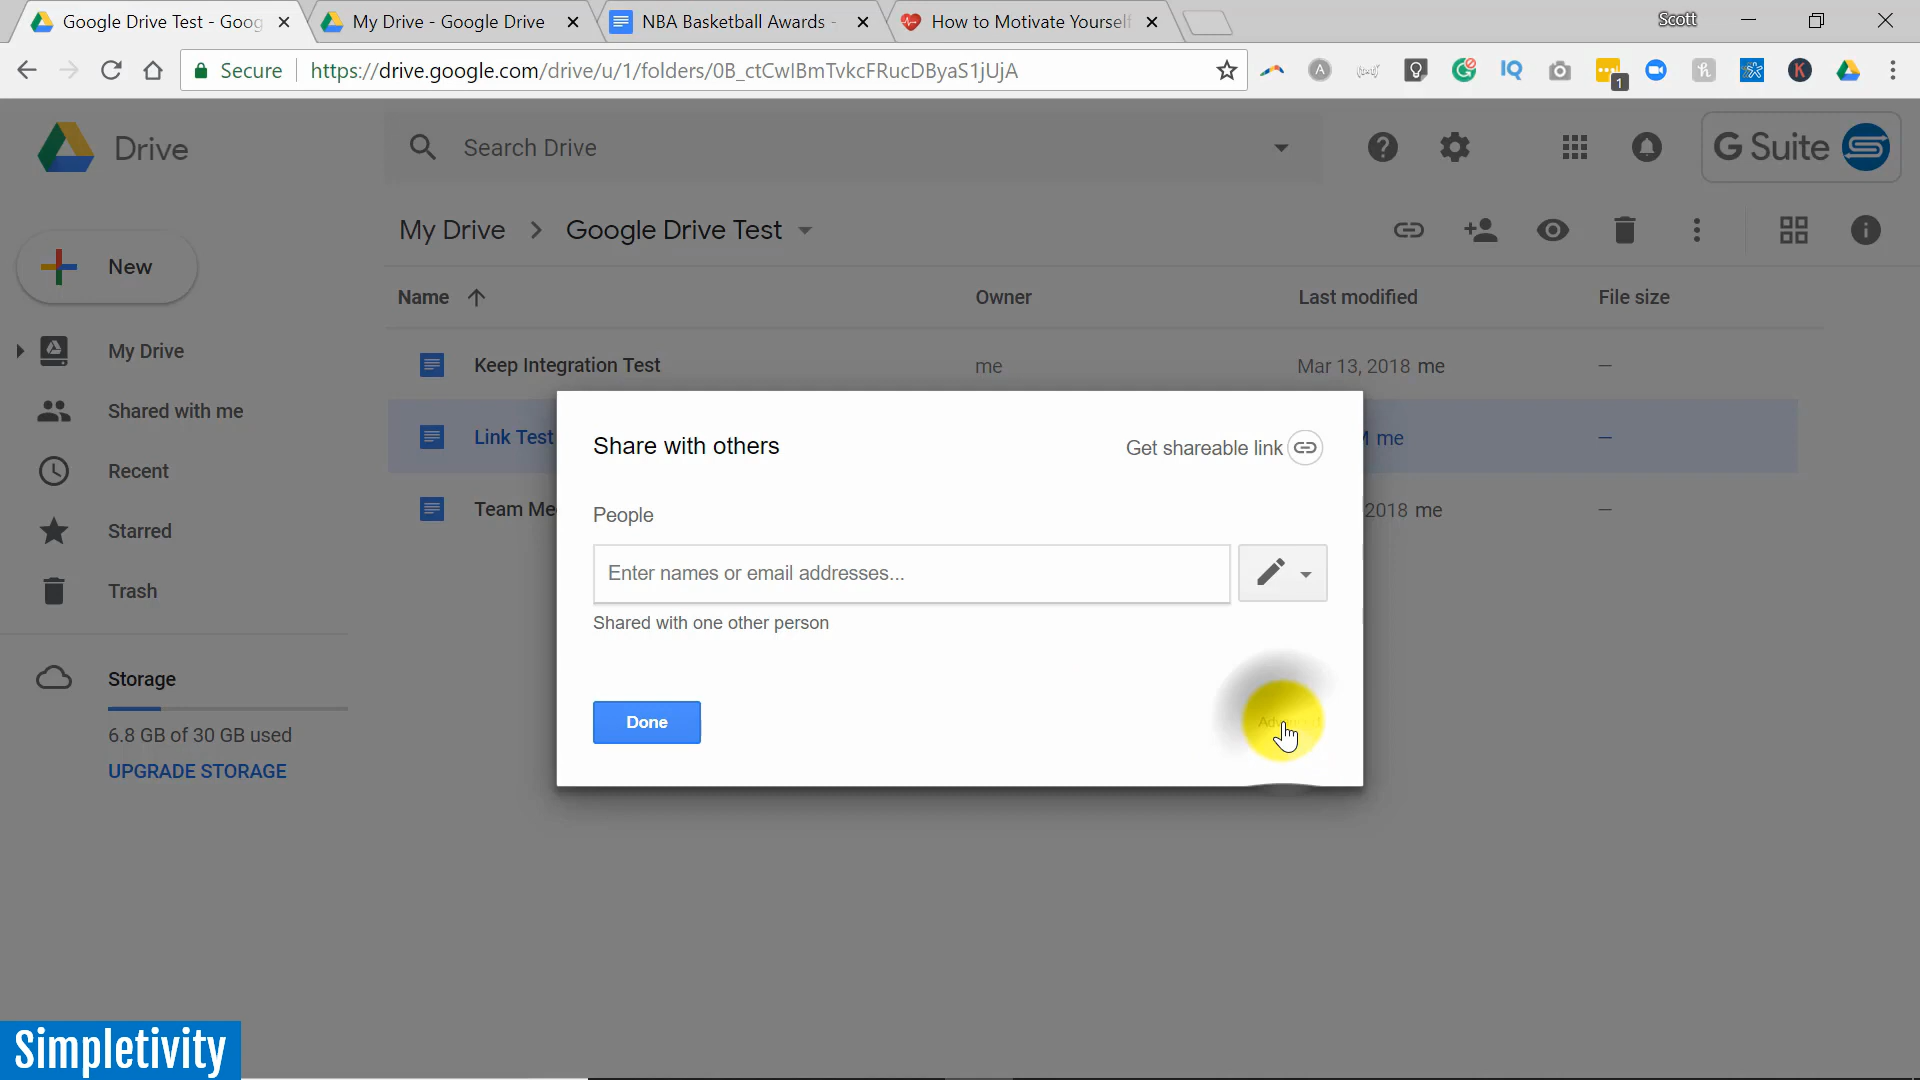 Google Drive Test - Goog
My Drive - Google Drive
NBA Basketball Awards -
How to Motivate Yourself
Scott
Secure
https://drive.google.com/drive/u/1/folders/0B_ctCwIBmTvkcFRucDByaS1jUjA
1
Drive
Search Drive
G Suite
My Drive
Google Drive Test
New
Name
Owner
Last modified
File size
My Drive
Keep Integration Test
me
Mar 13, 2018 me
—
Shared with me
Link Test
me
—
Share with others
Get shareable link
Recent
Team Me
2018 me
—
People
Starred
Enter names or email addresses...
Trash
Shared with one other person
Storage
Done
6.8 GB of 30 GB used
UPGRADE STORAGE
Simpletivity